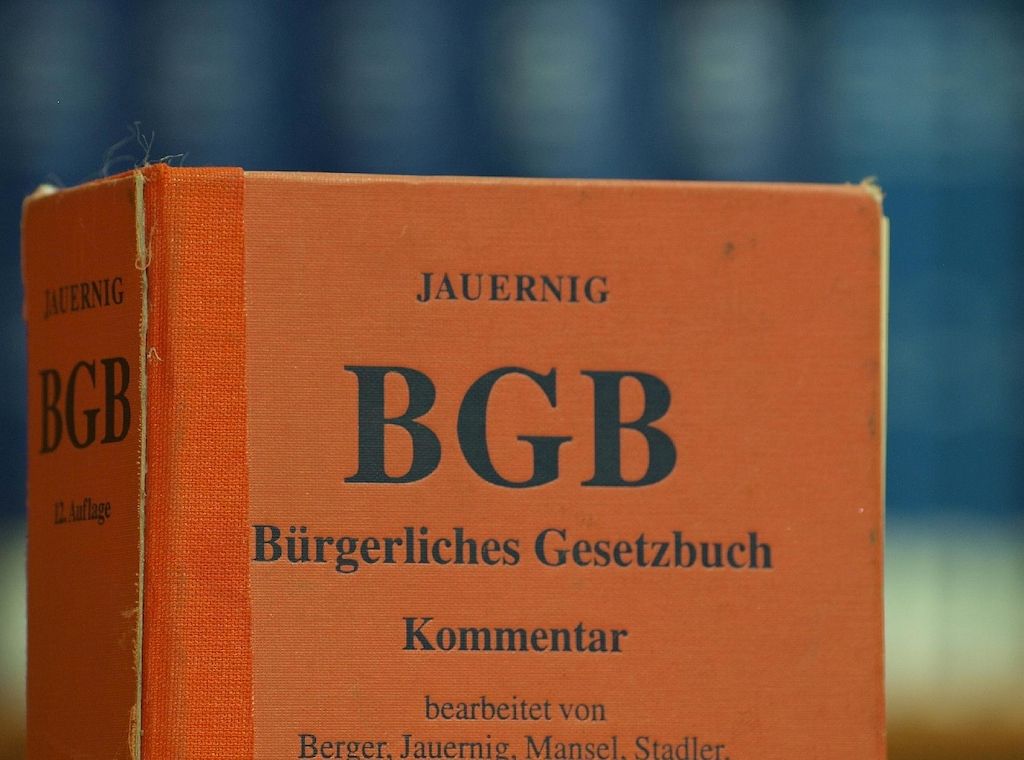 JAUERNIG
BGB
12. Auflage
JAUERNIG
BGB
Bürgerliches Gesetzbuch
Kommentar
bearbeitet von
Berger, Jauernig, Mansel, Stadler,